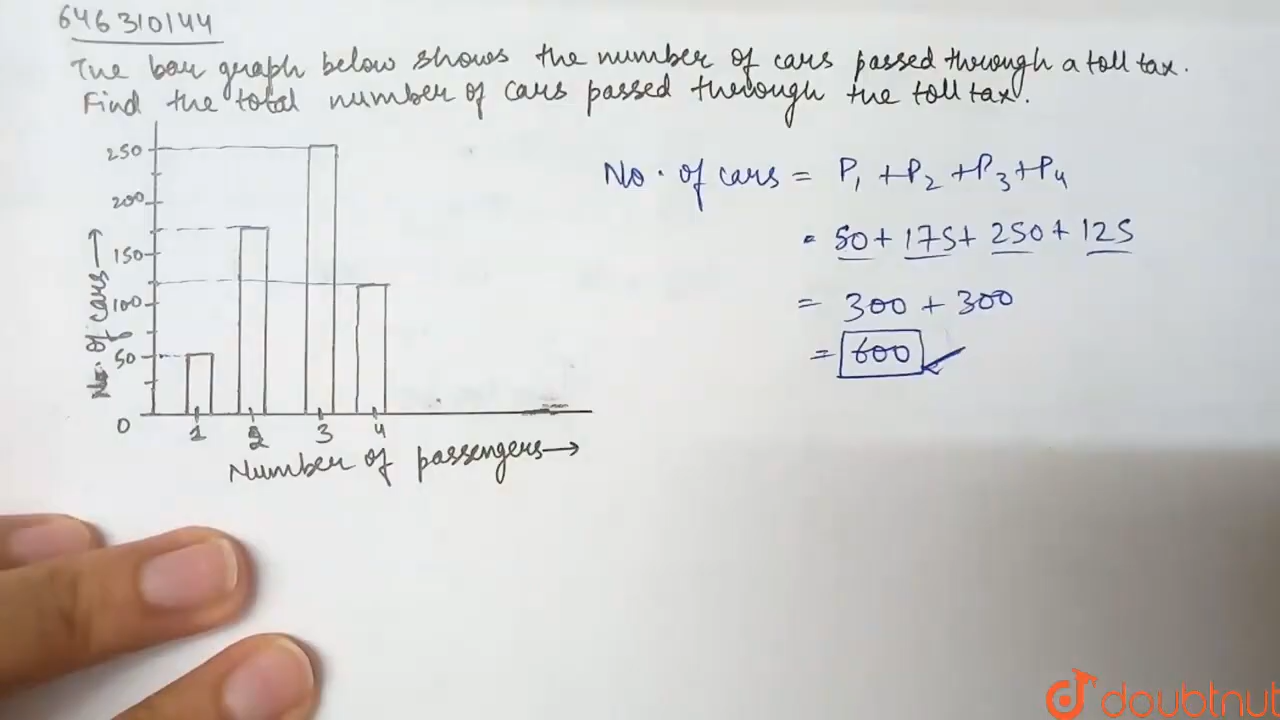 646310144
The bar graph below shows the number of cars passed through a toll tax.
Find the total number of cars passed through the toll tax.
250
200
150
100
50
0
No. of cars →
1 2 3 4
Number of passengers →
No. of cars = P1 + P2 + P3 + P4
= 50 + 175 + 250 + 125
= 300 + 300
= 600
doubtnut